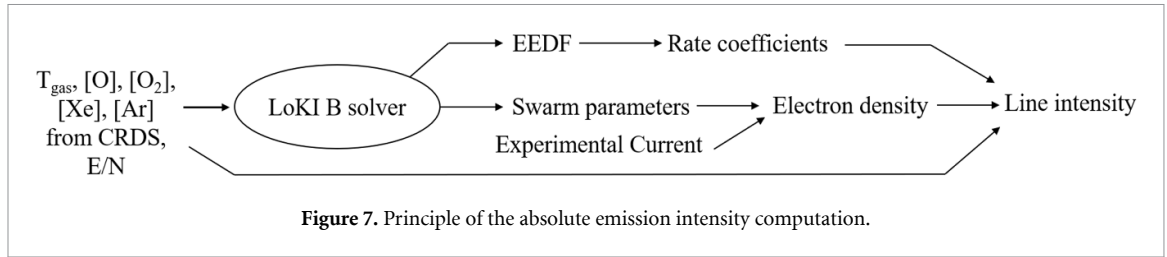 EEDF
Rate coefficients
T_gas, [O], [O₂],
[Xe], [Ar]
from CRDS,
E/N
LoKI B solver
Swarm parameters
Electron density
Line intensity
Experimental Current
Figure 7. Principle of the absolute emission intensity computation.